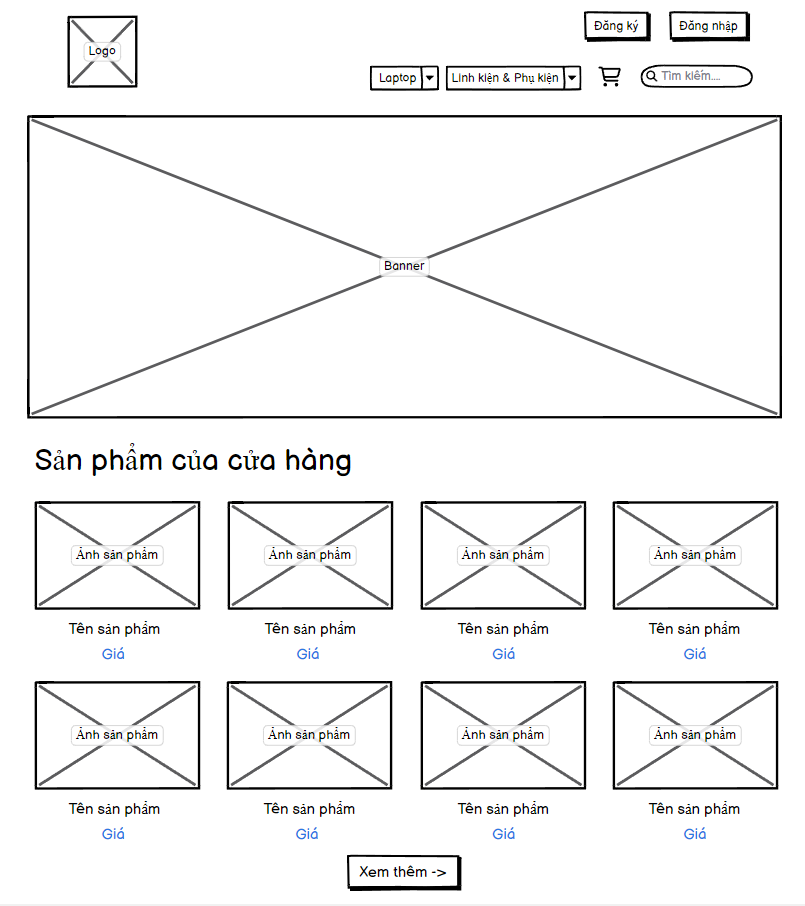 Logo
Đăng ký Đăng nhập
Laptop Linh kiện & Phụ kiện Tìm kiếm....
Banner
Sản phẩm của cửa hàng
Ảnh sản phẩm Ảnh sản phẩm Ảnh sản phẩm Ảnh sản phẩm
Tên sản phẩm Tên sản phẩm Tên sản phẩm Tên sản phẩm
Giá Giá Giá Giá
Ảnh sản phẩm Ảnh sản phẩm Ảnh sản phẩm Ảnh sản phẩm
Tên sản phẩm Tên sản phẩm Tên sản phẩm Tên sản phẩm
Giá Giá Giá Giá
Xem thêm ->